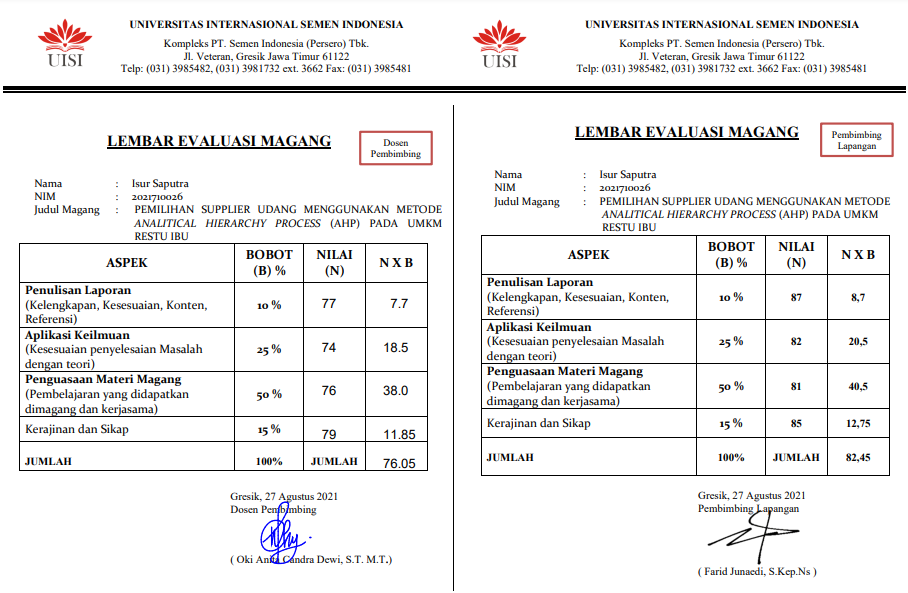 UISI
UNIVERSITAS INTERNASIONAL SEMEN INDONESIA
Kompleks PT. Semen Indonesia (Persero) Tbk.
Jl. Veteran, Gresik Jawa Timur 61122
Telp: (031) 3985482, (031) 3981732 ext. 3662 Fax: (031) 3985481
LEMBAR EVALUASI MAGANG
Dosen
Pembimbing
Nama : Isur Saputra
NIM : 2021710026
Judul Magang : PEMILIHAN SUPPLIER UDANG MENGGUNAKAN METODE
ANALITICAL HIERARCHY PROCESS (AHP) PADA UMKM
RESTU IBU
ASPEK BOBOT (B) % NILAI (N) N X B
Penulisan Laporan
(Kelengkapan, Kesesuaian, Konten,
Referensi)
10 % 77 7.7
Aplikasi Keilmuan
(Kesesuaian penyelesaian Masalah
dengan teori)
25 % 74 18.5
Penguasaan Materi Magang
(Pembelajaran yang didapatkan
dimagang dan kerjasama)
50 % 76 38.0
Kerajinan dan Sikap 15 % 79 11.85
JUMLAH 100% JUMLAH 76.05
Gresik, 27 Agustus 2021
Dosen Pembimbing
( Oki Anita Candra Dewi, S.T. M.T.)
UISI
UNIVERSITAS INTERNASIONAL SEMEN INDONESIA
Kompleks PT. Semen Indonesia (Persero) Tbk.
Jl. Veteran, Gresik Jawa Timur 61122
Telp: (031) 3985482, (031) 3981732 ext. 3662 Fax: (031) 3985481
LEMBAR EVALUASI MAGANG
Pembimbing
Lapangan
Nama : Isur Saputra
NIM : 2021710026
Judul Magang : PEMILIHAN SUPPLIER UDANG MENGGUNAKAN METODE
ANALITICAL HIERARCHY PROCESS (AHP) PADA UMKM
RESTU IBU
ASPEK BOBOT (B) % NILAI (N) N X B
Penulisan Laporan
(Kelengkapan, Kesesuaian, Konten,
Referensi)
10 % 87 8,7
Aplikasi Keilmuan
(Kesesuaian penyelesaian Masalah
dengan teori)
25 % 82 20,5
Penguasaan Materi Magang
(Pembelajaran yang didapatkan
dimagang dan kerjasama)
50 % 81 40,5
Kerajinan dan Sikap 15 % 85 12,75
JUMLAH 100% JUMLAH 82,45
Gresik, 27 Agustus 2021
Pembimbing Lapangan
( Farid Junaedi, S.Kep.Ns )